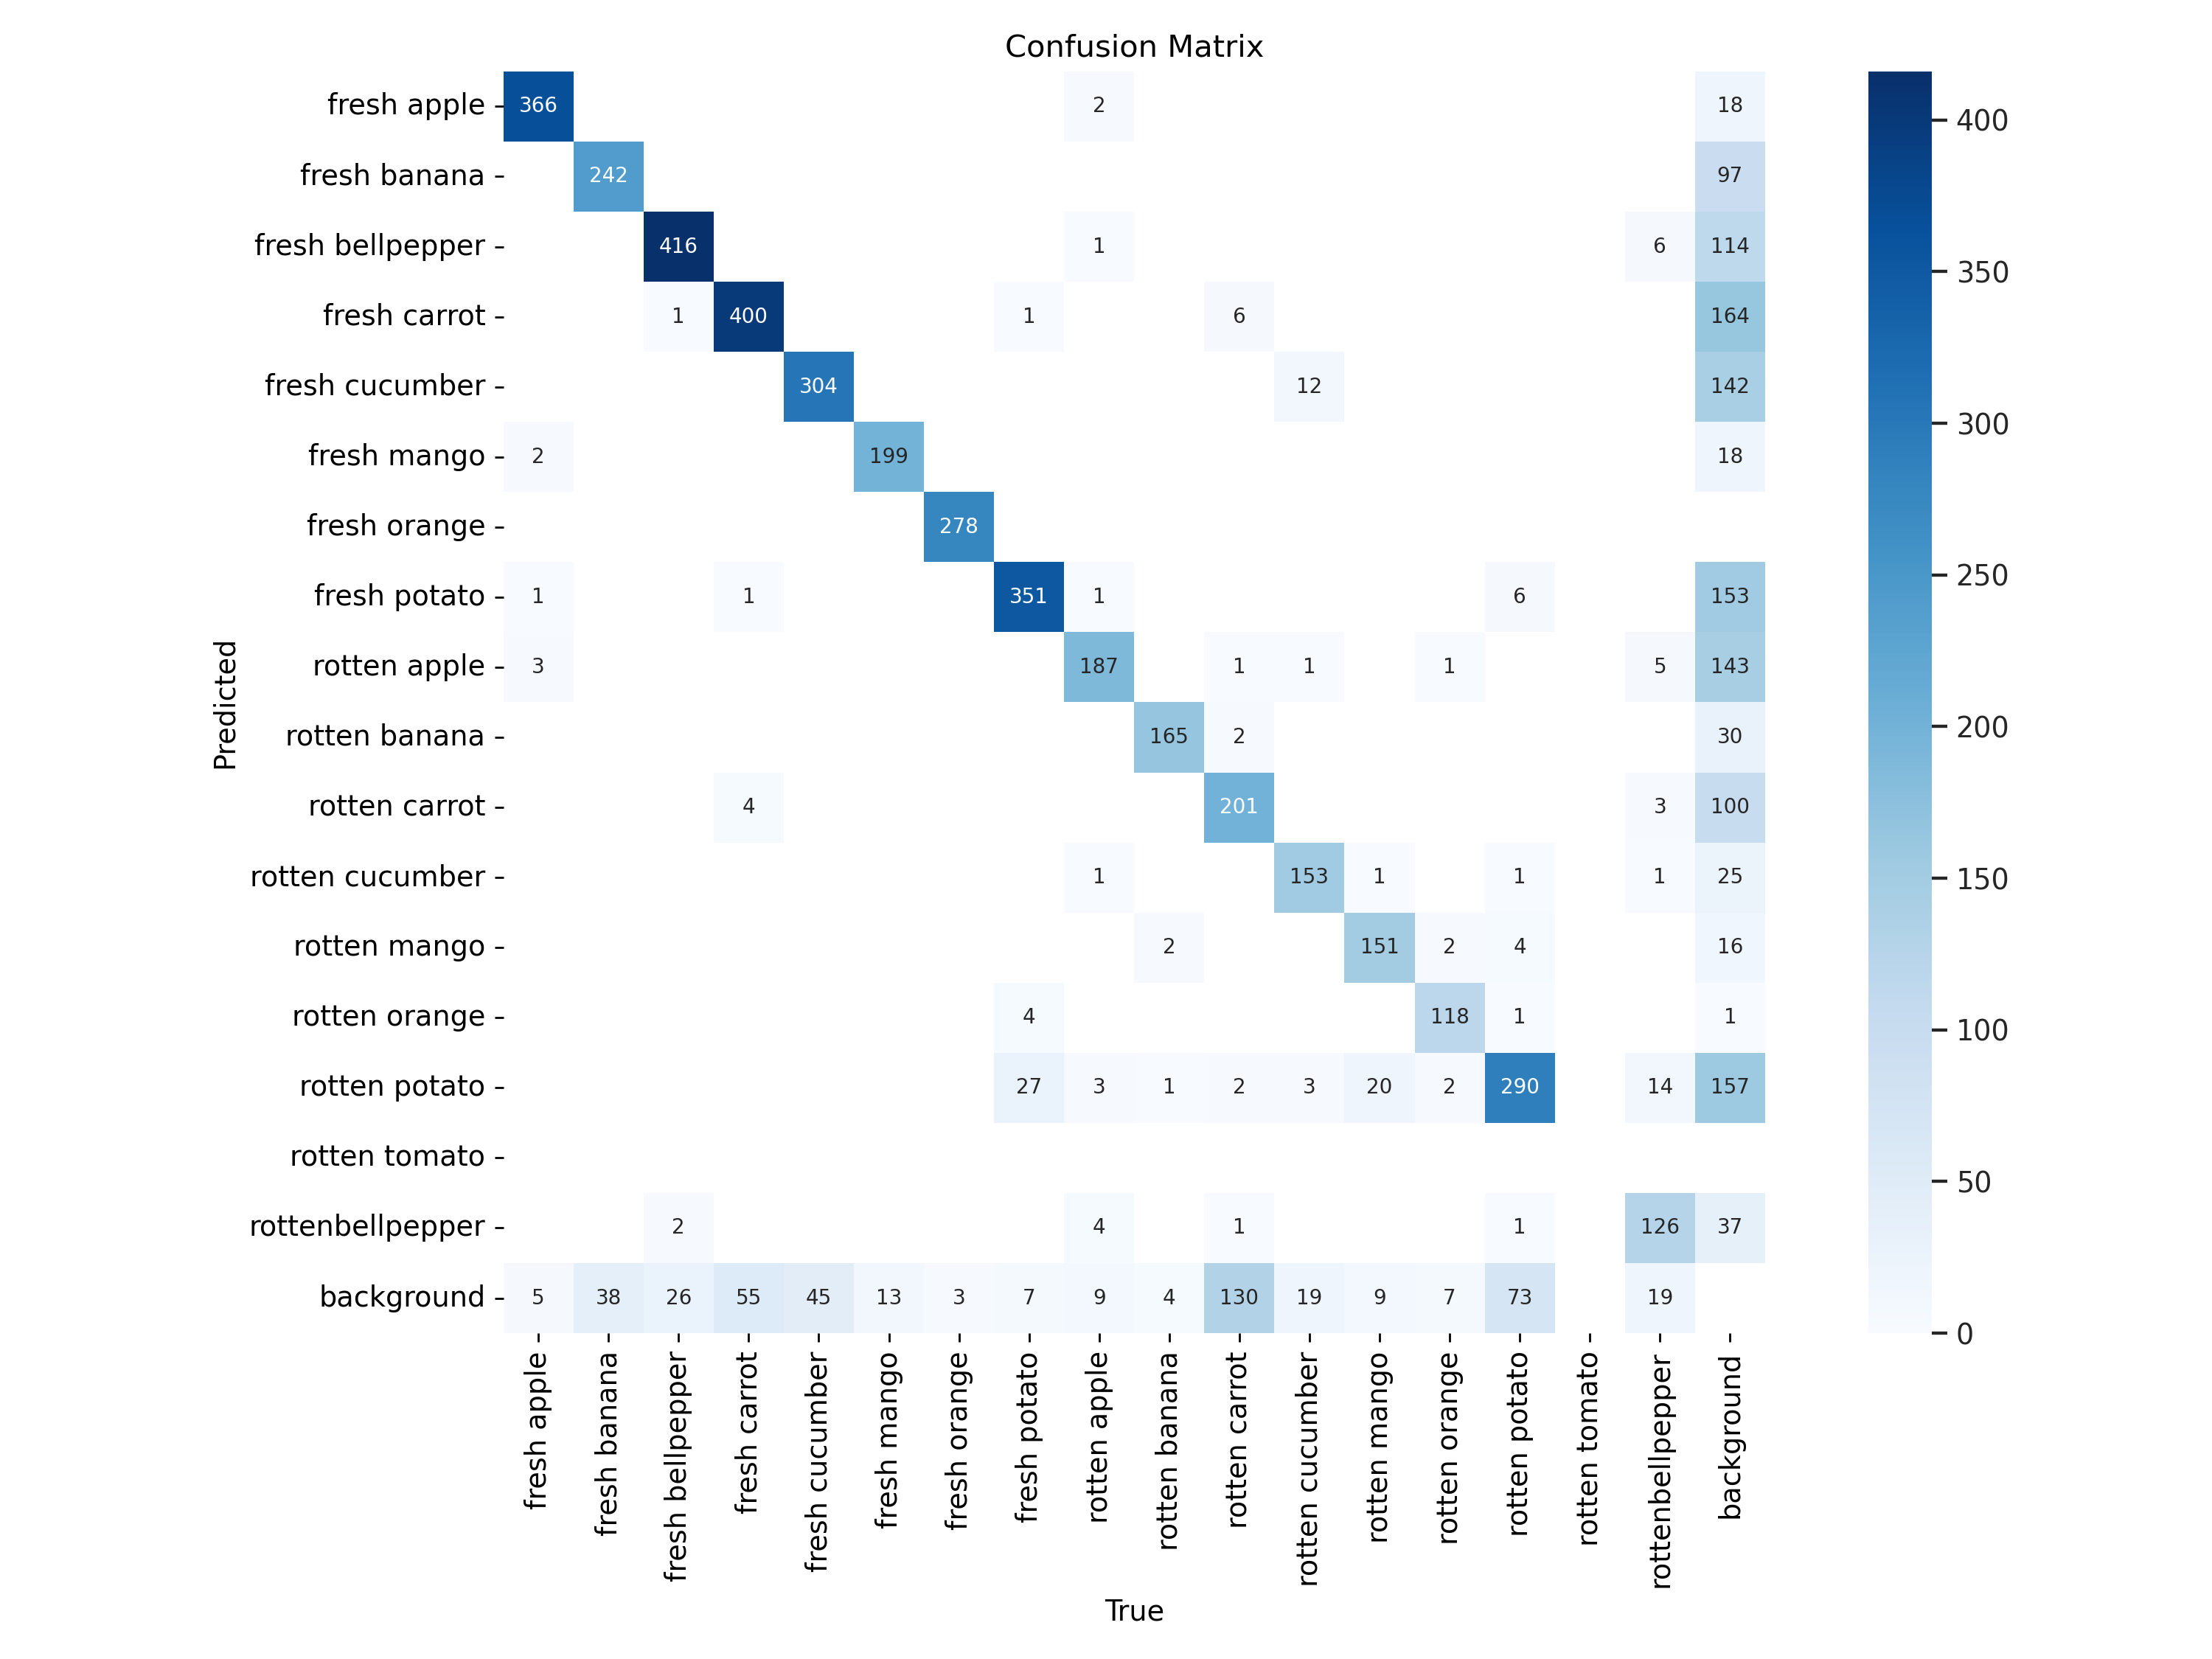 Confusion Matrix
fresh apple 366 2 18
fresh banana 242 97
fresh bellpepper 416 1 6 114
fresh carrot 1 400 1 6 164
fresh cucumber 304 12 142
fresh mango 2 199 18
fresh orange 278
fresh potato 1 1 351 1 6 153
rotten apple 3 187 1 1 1 5 143
rotten banana 165 2 30
rotten carrot 4 201 3 100
rotten cucumber 1 153 1 1 1 25
rotten mango 2 151 2 4 16
rotten orange 4 118 1 1
rotten potato 27 3 1 2 3 20 2 290 14 157
rotten tomato
rottenbellpepper 2 4 1 1 126 37
background 5 38 26 55 45 13 3 7 9 4 130 19 9 7 73 19
Predicted
fresh apple
fresh banana
fresh bellpepper
fresh carrot
fresh cucumber
fresh mango
fresh orange
fresh potato
rotten apple
rotten banana
rotten carrot
rotten cucumber
rotten mango
rotten orange
rotten potato
rotten tomato
rottenbellpepper
background
True
400
350
300
250
200
150
100
50
0